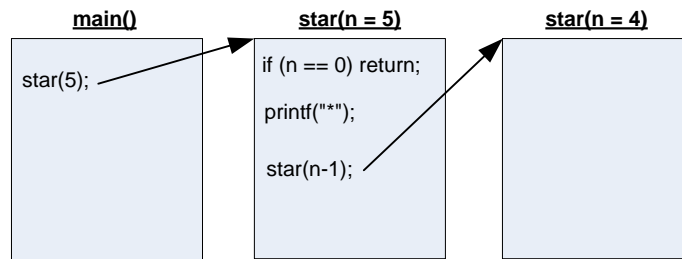 main()
star(5);
star(n = 5)
if (n == 0) return;
printf("*");
star(n-1);
star(n = 4)